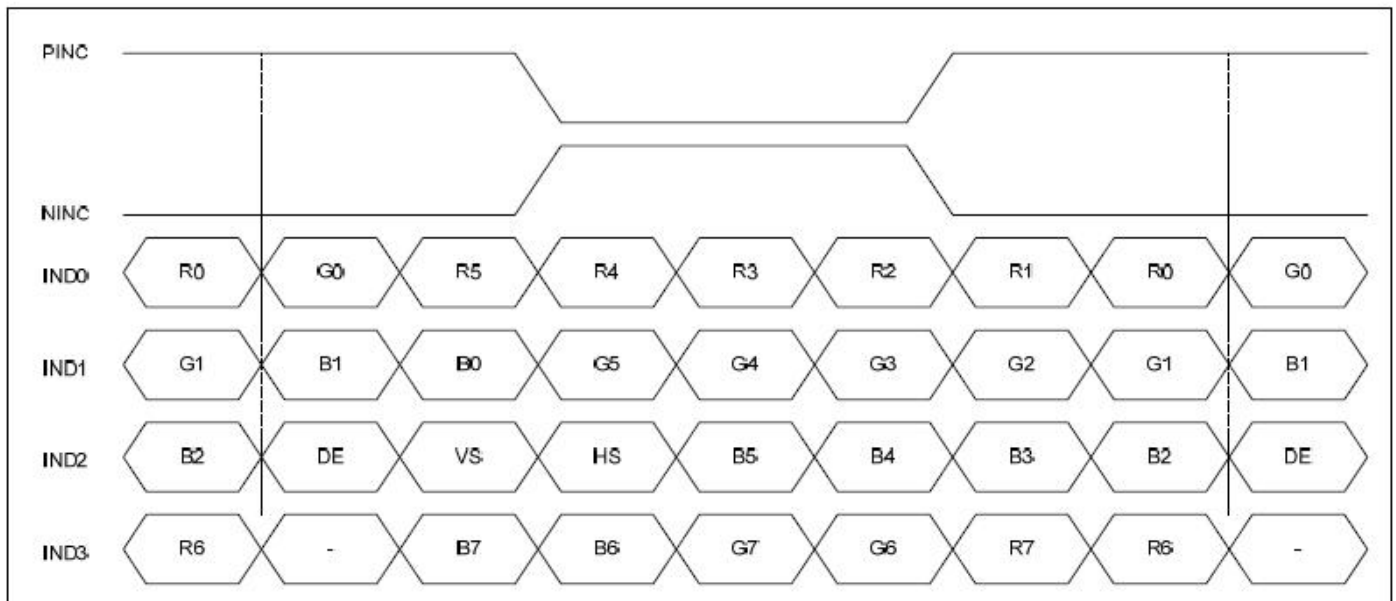 PINC
NINC
IND0 R0 G0 R5 R4 R3 R2 R1 R0 G0
IND1 G1 B1 B0 G5 G4 G3 G2 G1 B1
IND2 B2 DE VS HS B5 B4 B3 B2 DE
IND3 R6 - B7 B6 G7 G6 R7 R6 -